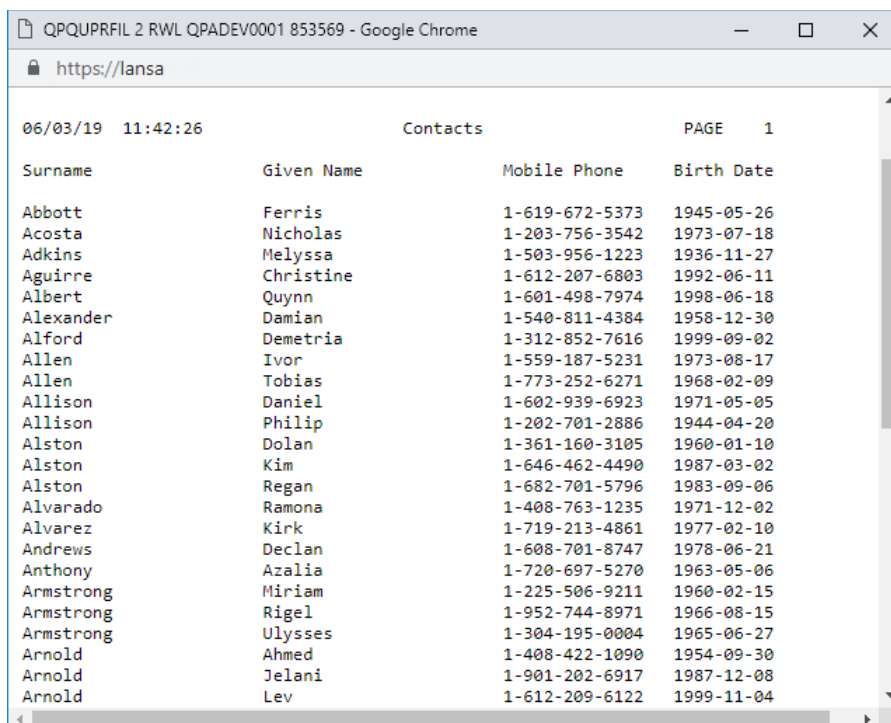 QPQUPRFIL 2 RWL QPADEV0001 853569 - Google Chrome
https://lansa
06/03/19 11:42:26 Contacts PAGE 1
Surname Given Name Mobile Phone Birth Date
Abbott Ferris 1-619-672-5373 1945-05-26
Acosta Nicholas 1-203-756-3542 1973-07-18
Adkins Melyssa 1-503-956-1223 1936-11-27
Aguirre Christine 1-612-207-6803 1992-06-11
Albert Quynn 1-601-498-7974 1998-06-18
Alexander Damian 1-540-811-4384 1958-12-30
Alford Demetria 1-312-852-7616 1999-09-02
Allen Ivor 1-559-187-5231 1973-08-17
Allen Tobias 1-773-252-6271 1968-02-09
Allison Daniel 1-602-939-6923 1971-05-05
Allison Philip 1-202-701-2886 1944-04-20
Alston Dolan 1-361-160-3105 1960-01-10
Alston Kim 1-646-462-4490 1987-03-02
Alston Regan 1-682-701-5796 1983-09-06
Alvarado Ramona 1-408-763-1235 1971-12-02
Alvarez Kirk 1-719-213-4861 1977-02-10
Andrews Declan 1-608-701-8747 1978-06-21
Anthony Azalia 1-720-697-5270 1963-05-06
Armstrong Miriam 1-225-506-9211 1960-02-15
Armstrong Rigel 1-952-744-8971 1966-08-15
Armstrong Ulysses 1-304-195-0004 1965-06-27
Arnold Ahmed 1-408-422-1090 1954-09-30
Arnold Jelani 1-901-202-6917 1987-12-08
Arnold Lev 1-612-209-6122 1999-11-04